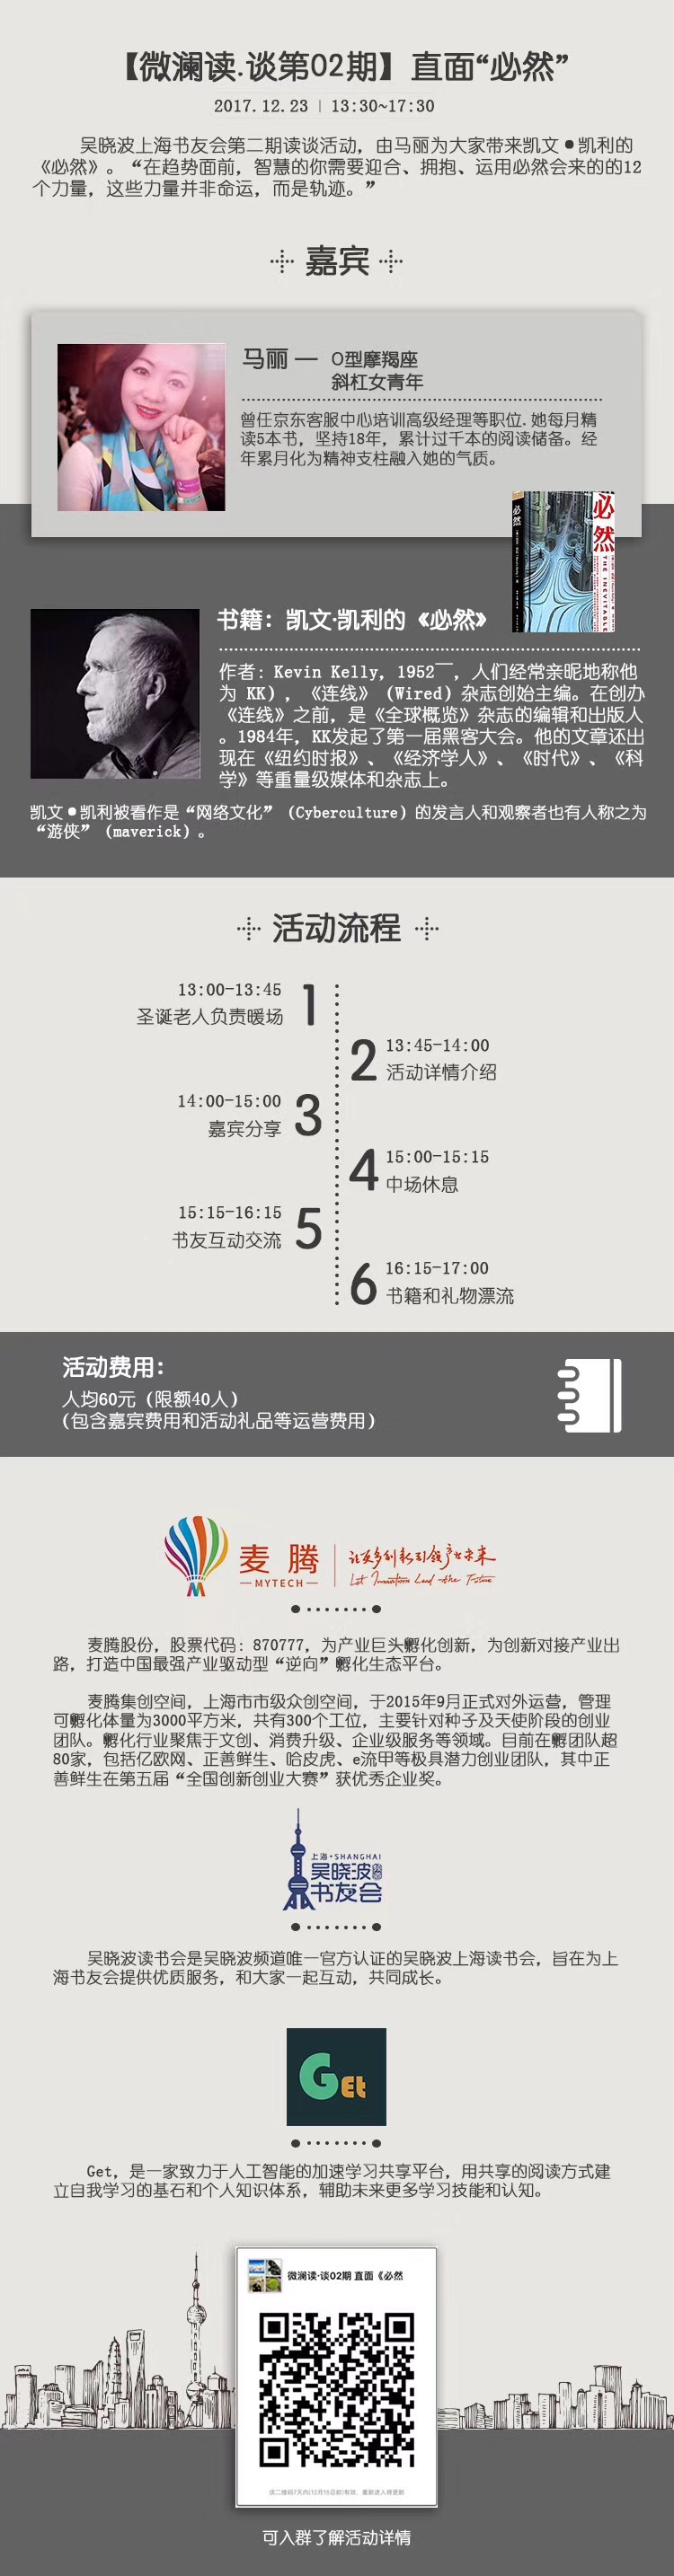 【微澜读.谈第02期】直面“必然”
2017.12.23 | 13:30~17:30
吴晓波上海书友会第二期读谈活动，由马丽为大家带来凯文●凯利的
《必然》。“在趋势面前，智慧的你需要迎合、拥抱、运用必然会来的的12
个力量，这些力量并非命运，而是轨迹。”
嘉宾
马丽 — O型摩羯座
斜杠女青年
曾任京东客服中心培训高级经理等职位.她每月精
读5本书，坚持18年，累计过千本的阅读储备。经
年累月化为精神支柱融入她的气质。
必然
必然
THE INEVITABLE
书籍：凯文·凯利的《必然》
作者：Kevin Kelly，1952—，人们经常亲昵地称他
为 KK），《连线》（Wired）杂志创始主编。在创办
《连线》之前，是《全球概览》杂志的编辑和出版人
。1984年，KK发起了第一届黑客大会。他的文章还出
现在《纽约时报》、《经济学人》、《时代》、《科
学》等重量级媒体和杂志上。
凯文●凯利被看作是“网络文化”（Cyberculture）的发言人和观察者也有人称之为
“游侠”（maverick）。
活动流程
13:00-13:45
圣诞老人负责暖场
1
2
13:45-14:00
活动详情介绍
14:00-15:00
嘉宾分享
3
4
15:00-15:15
中场休息
15:15-16:15
书友互动交流
5
6
16:15-17:00
书籍和礼物漂流
活动费用：
人均60元（限额40人）
（包含嘉宾费用和活动礼品等运营费用）
麦腾
—MYTECH—
让更多创新引领产业未来
Let Innovation Lead the Future
麦腾股份，股票代码：870777，为产业巨头孵化创新，为创新对接产业出
路，打造中国最强产业驱动型“逆向”孵化生态平台。
麦腾集创空间，上海市市级众创空间，于2015年9月正式对外运营，管理
可孵化体量为3000平方米，共有300个工位，主要针对种子及天使阶段的创业
团队。孵化行业聚焦于文创、消费升级、企业级服务等领域。目前在孵团队超
80家，包括亿欧网、正善鲜生、哈皮虎、e流甲等极具潜力创业团队，其中正
善鲜生在第五届“全国创新创业大赛”获优秀企业奖。
上海·SHANGHAI
吴晓波
书友会
吴晓波读书会是吴晓波频道唯一官方认证的吴晓波上海读书会，旨在为上
海书友会提供优质服务，和大家一起互动，共同成长。
GEt
Get，是一家致力于人工智能的加速学习共享平台，用共享的阅读方式建
立自我学习的基石和个人知识体系，辅助未来更多学习技能和认知。
微澜读·谈02期 直面《必然
该二维码7天内(12月15日前)有效，重新进入将更新
可入群了解活动详情